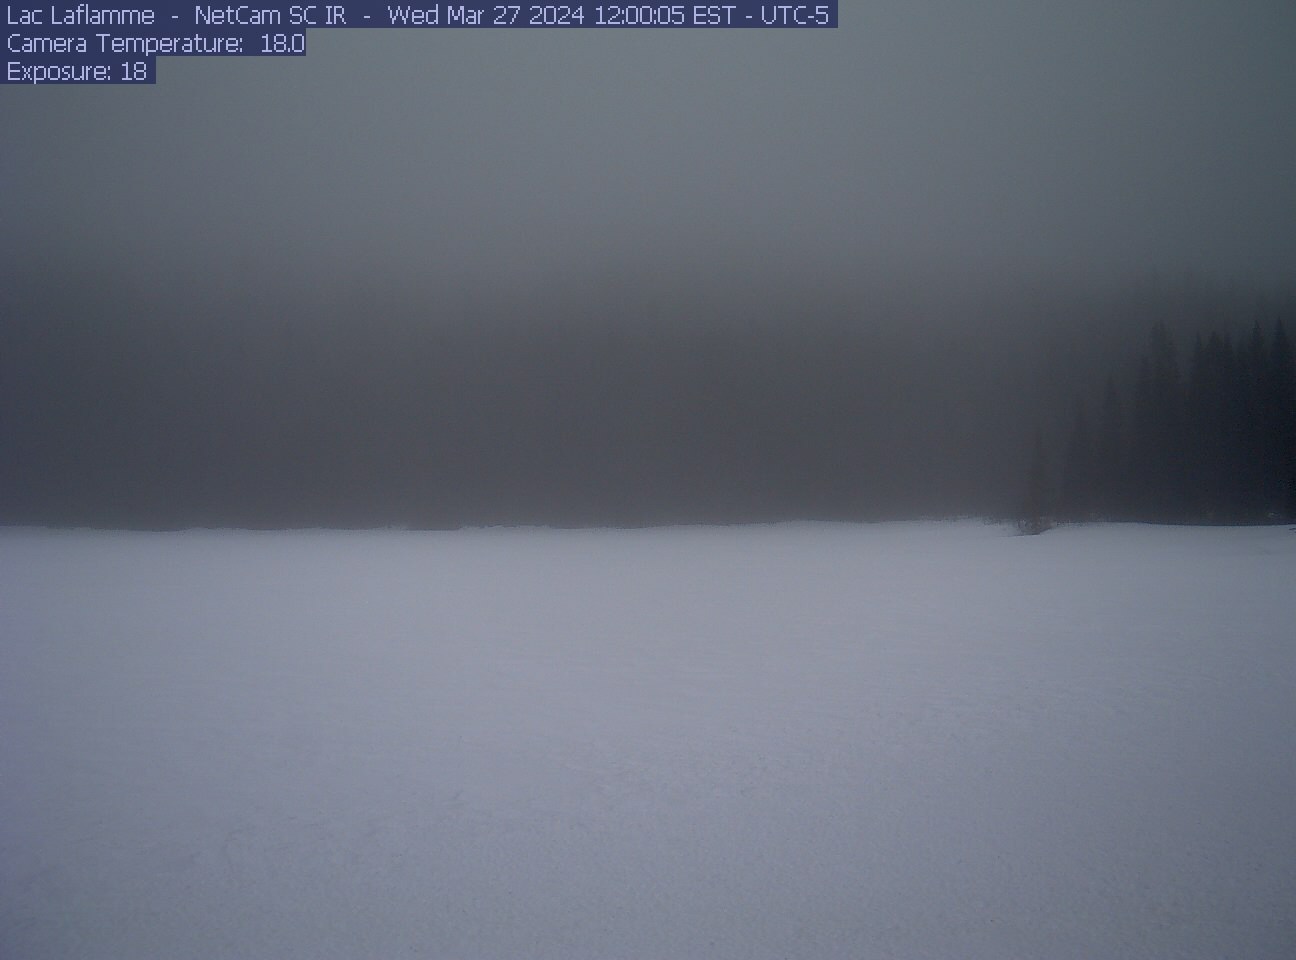 Lac Laflamme - NetCam SC IR - Wed Mar 27 2024 12:00:05 EST - UTC-5
Camera Temperature: 18.0
Exposure: 18